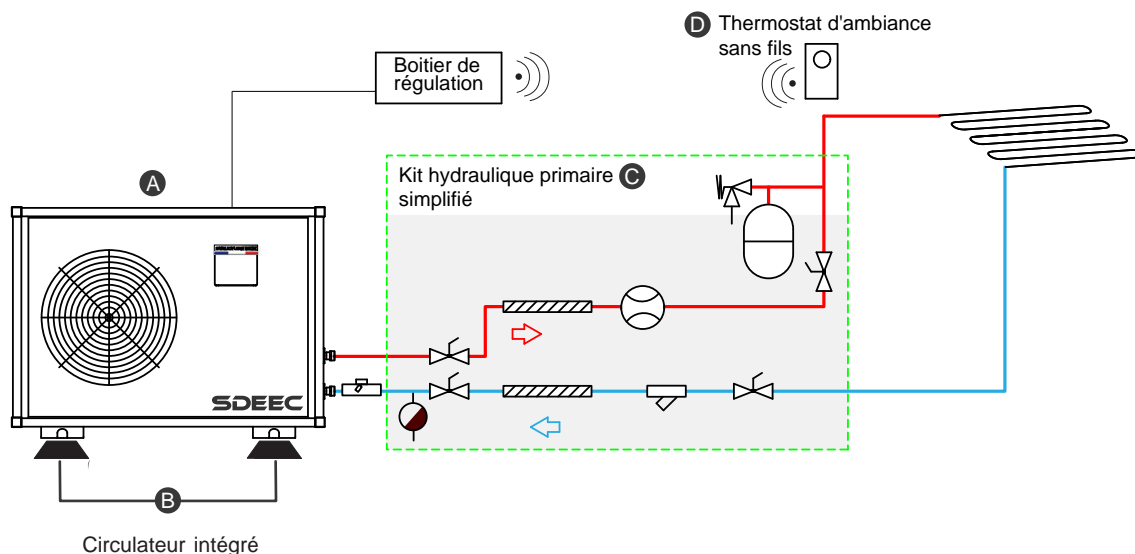 D Thermostat d'ambiance
sans fils
Boitier de
régulation
A
Kit hydraulique primaire C
simplifié
SDEEC
B
Circulateur intégré